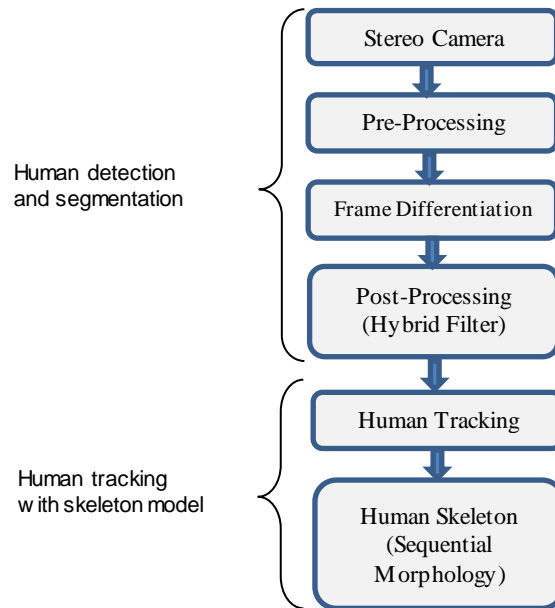 Stereo Camera
Pre-Processing
Human detection
and segmentation
Frame Differentiation
Post-Processing
(Hybrid Filter)
Human Tracking
Human tracking
with skeleton model
Human Skeleton
(Sequential
Morphology)